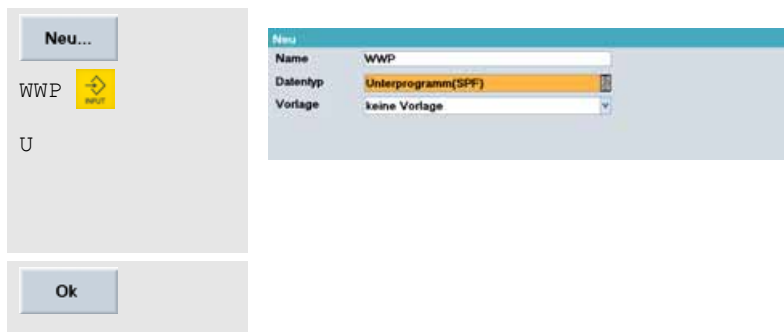 Neu...
WWP INPUT
U
Ok
Neu
Name WWP
Datentyp Unterprogramm(SPF)
Vorlage keine Vorlage